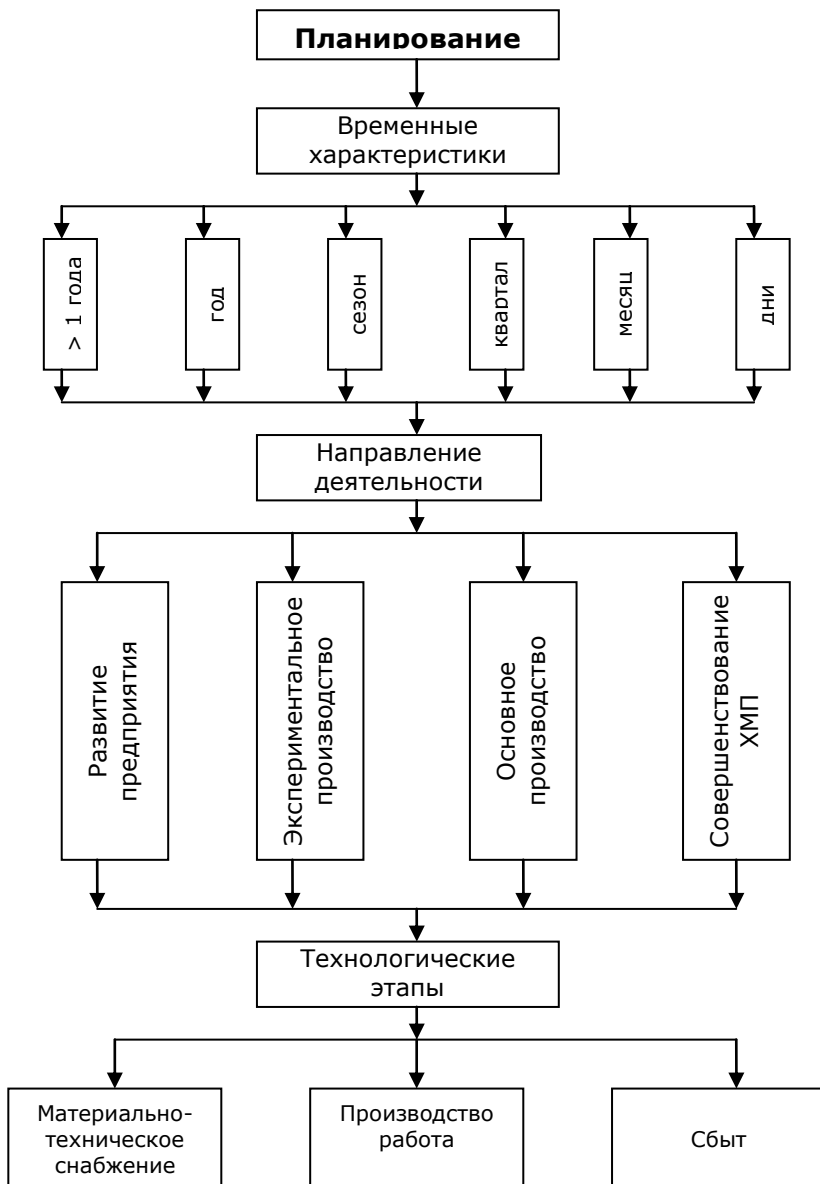 Планирование
Временные
характеристики
> 1 года
год
сезон
квартал
месяц
дни
Направление
деятельности
Развитие
предприятия
Экспериментальное
производство
Основное
производство
Совершенствование
ХМП
Технологические
этапы
Материально-
техническое
снабжение
Производство
работа
Сбыт